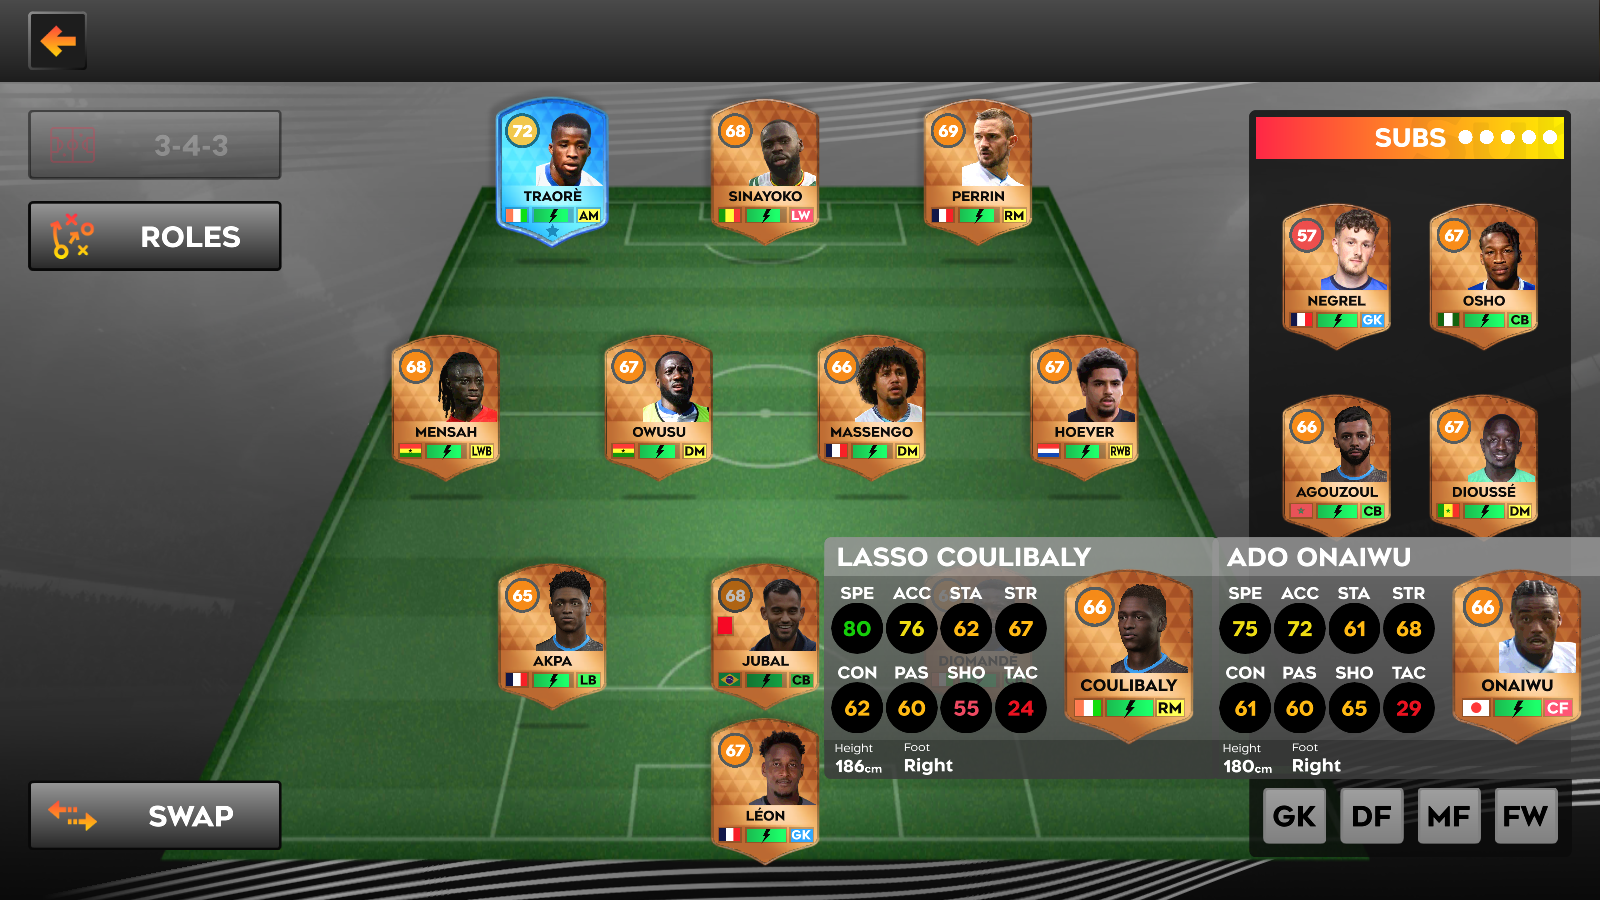 3-4-3
ROLES
72
TRAORÈ
AM
68
SINAYOKO
LW
69
PERRIN
RM
SUBS
57
NEGREL
GK
67
OSHO
CB
68
MENSAH
LWB
67
OWUSU
DM
66
MASSENGO
DM
67
HOEVER
RWB
66
AGOUZOUL
CB
67
DIOUSSÉ
DM
65
AKPA
LB
68
JUBAL
CB
DIOMANDÉ
LASSO COULIBALY
SPE ACC STA STR
80 76 62 67
CON PAS SHO TAC
62 60 55 24
Height Foot
186cm Right
66
COULIBALY
RM
ADO ONAIWU
SPE ACC STA STR
75 72 61 68
CON PAS SHO TAC
61 60 65 29
Height Foot
180cm Right
66
ONAIWU
CF
67
LÉON
GK
SWAP
GK DF MF FW